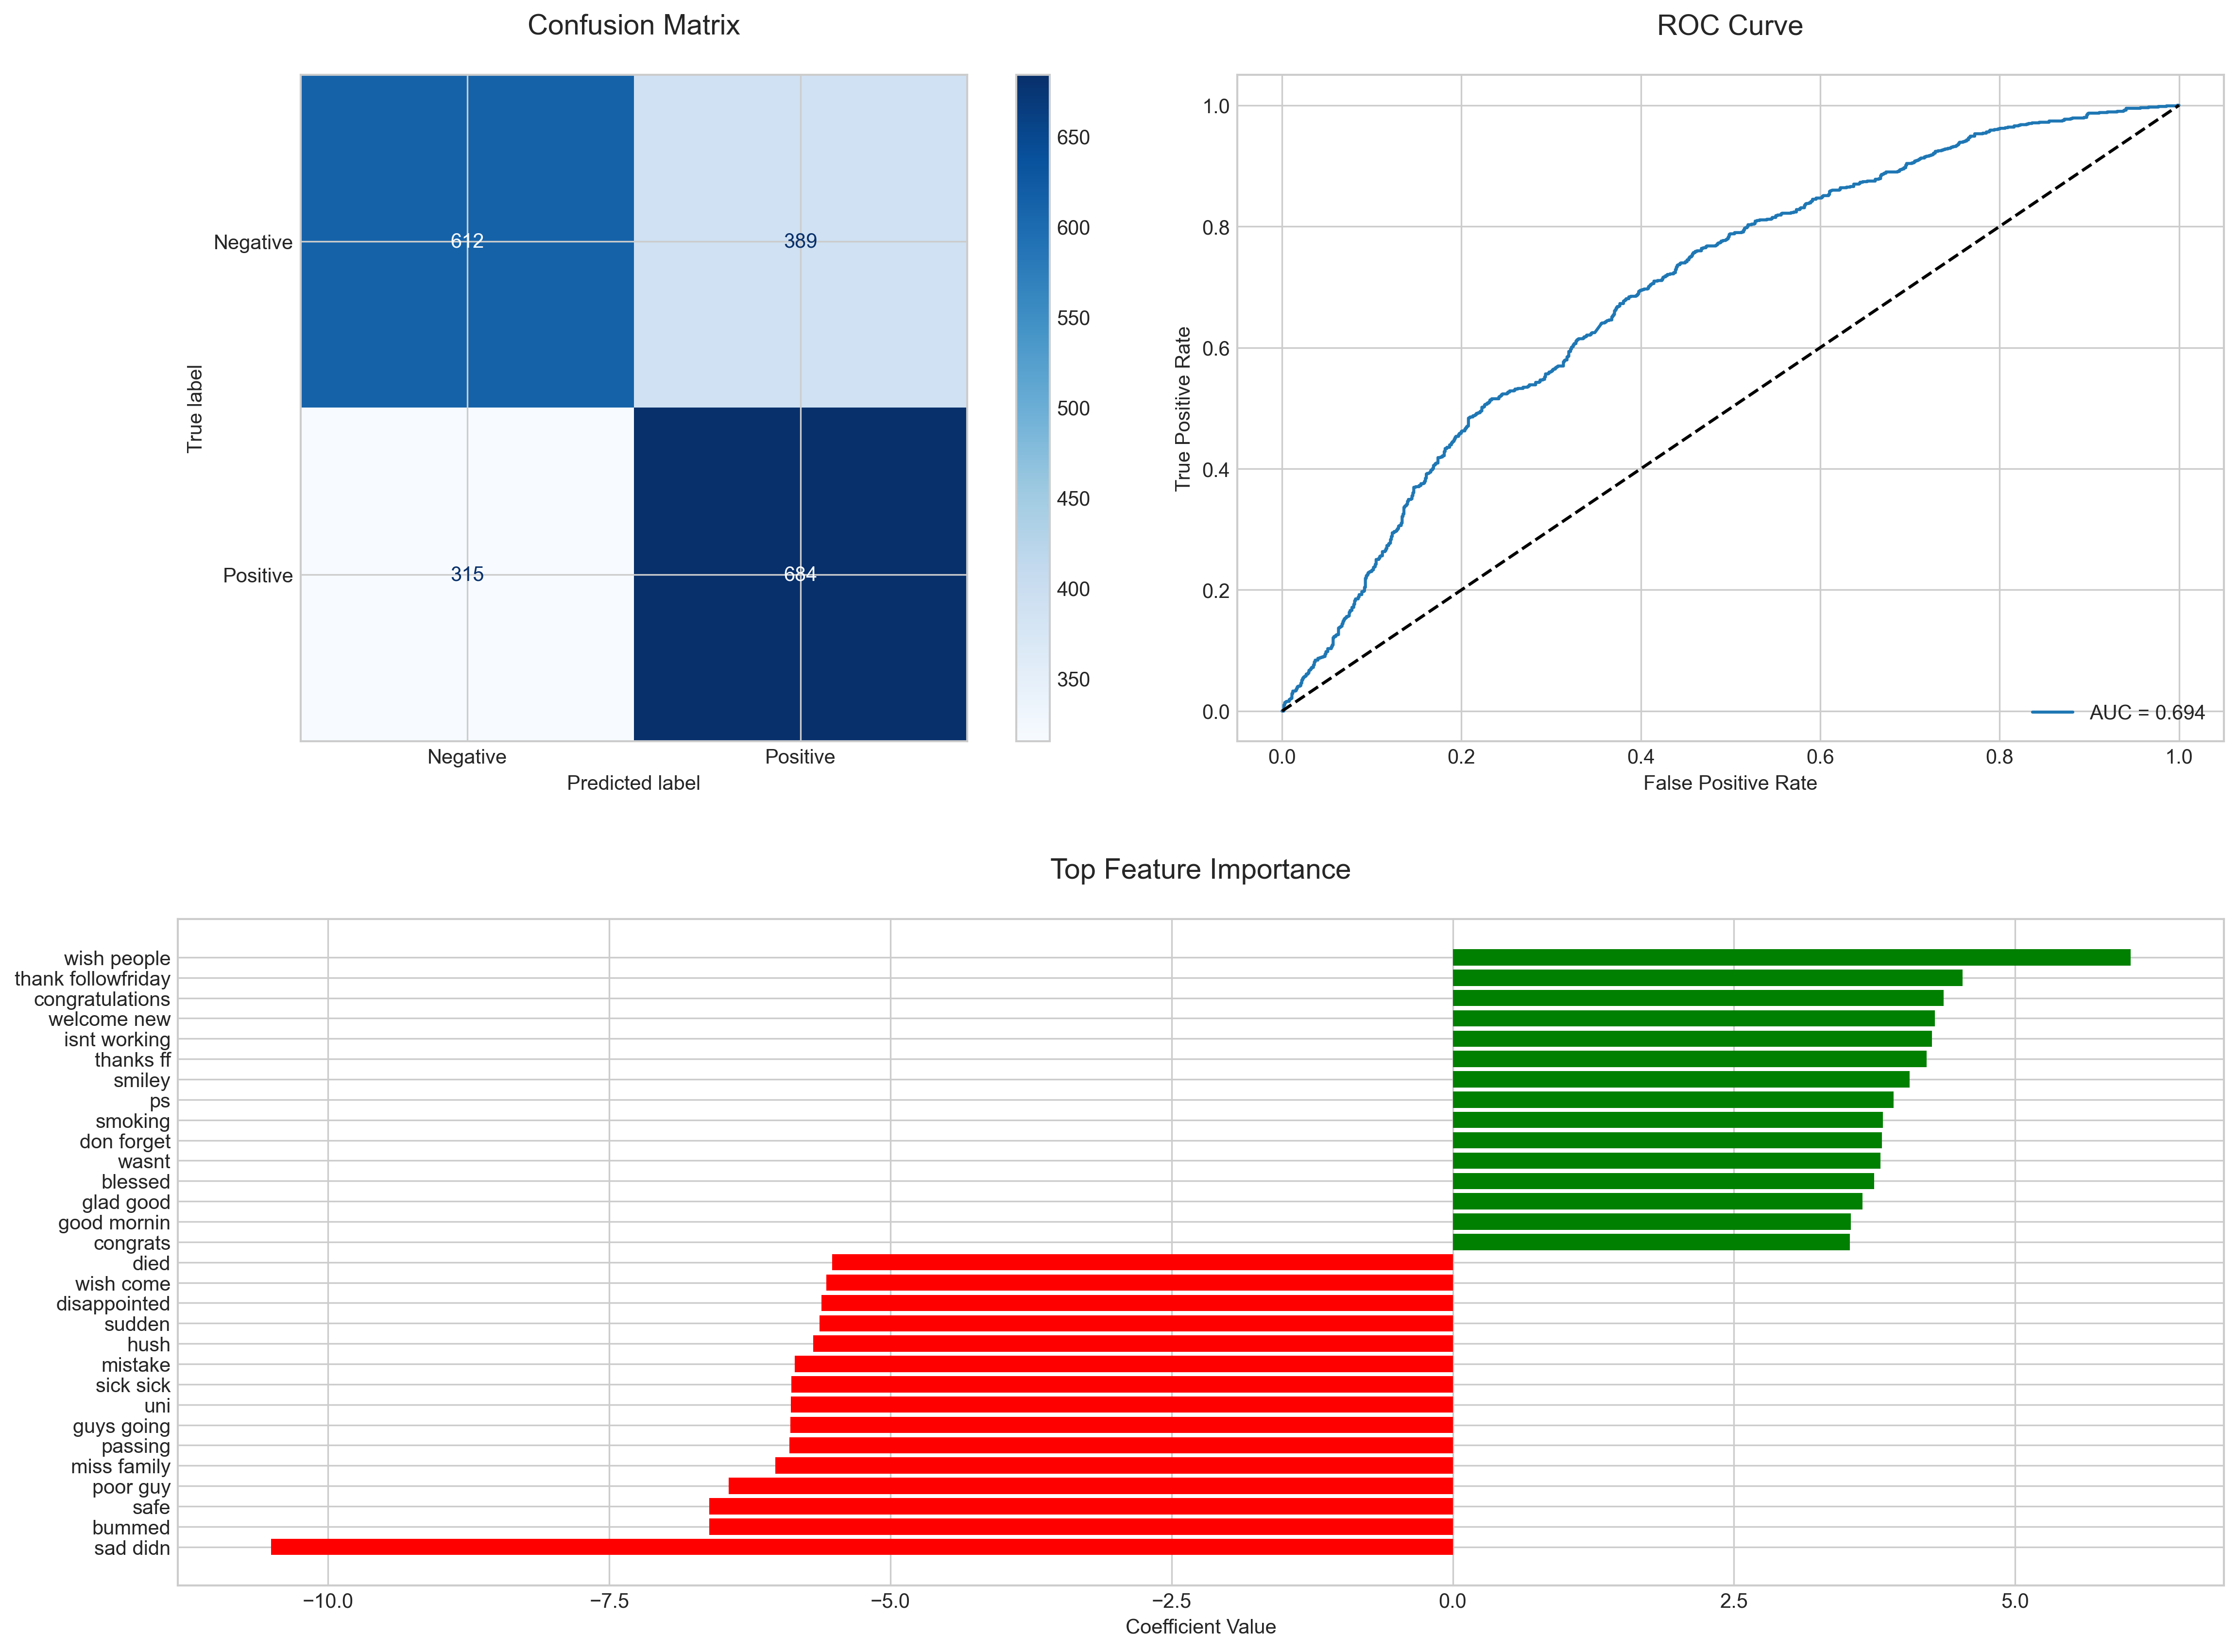 Confusion Matrix
Negative
Positive
True label
612
389
315
684
Negative
Positive
Predicted label
650
600
550
500
450
400
350
ROC Curve
True Positive Rate
1.0
0.8
0.6
0.4
0.2
0.0
0.0
0.2
0.4
0.6
0.8
1.0
False Positive Rate
AUC = 0.694
Top Feature Importance
wish people
thank followfriday
congratulations
welcome new
isnt working
thanks ff
smiley
ps
smoking
don forget
wasnt
blessed
glad good
good mornin
congrats
died
wish come
disappointed
sudden
hush
mistake
sick sick
uni
guys going
passing
miss family
poor guy
safe
bummed
sad didn
−10.0
−7.5
−5.0
−2.5
0.0
2.5
5.0
Coefficient Value